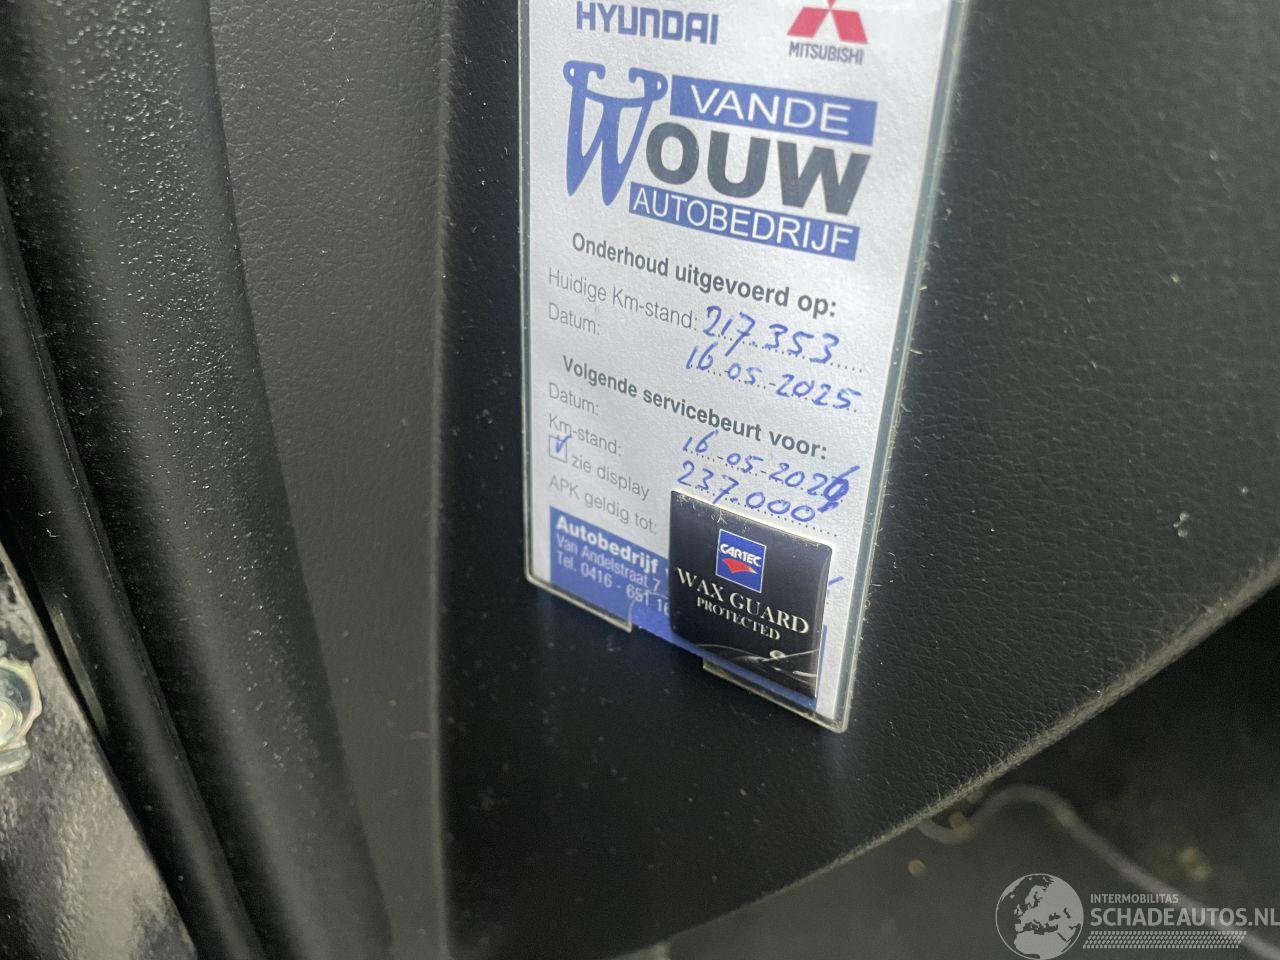 HYUNDAI
MITSUBISHI
VANDE
WOUW
AUTOBEDRIJF
Onderhoud uitgevoerd op:
Huidige Km-stand: 217.353
Datum: 16-05-2025
Volgende servicebeurt voor:
Datum: 16-05-2026
Km-stand: 237.000
zie display
APK geldig tot:
Autobedrijf
Van Andelstraat 7
Tel. 0416 - 651 16
CARTEC
WAX GUARD
PROTECTED
INTERMOBILITAS
SCHADEAUTOS.NL